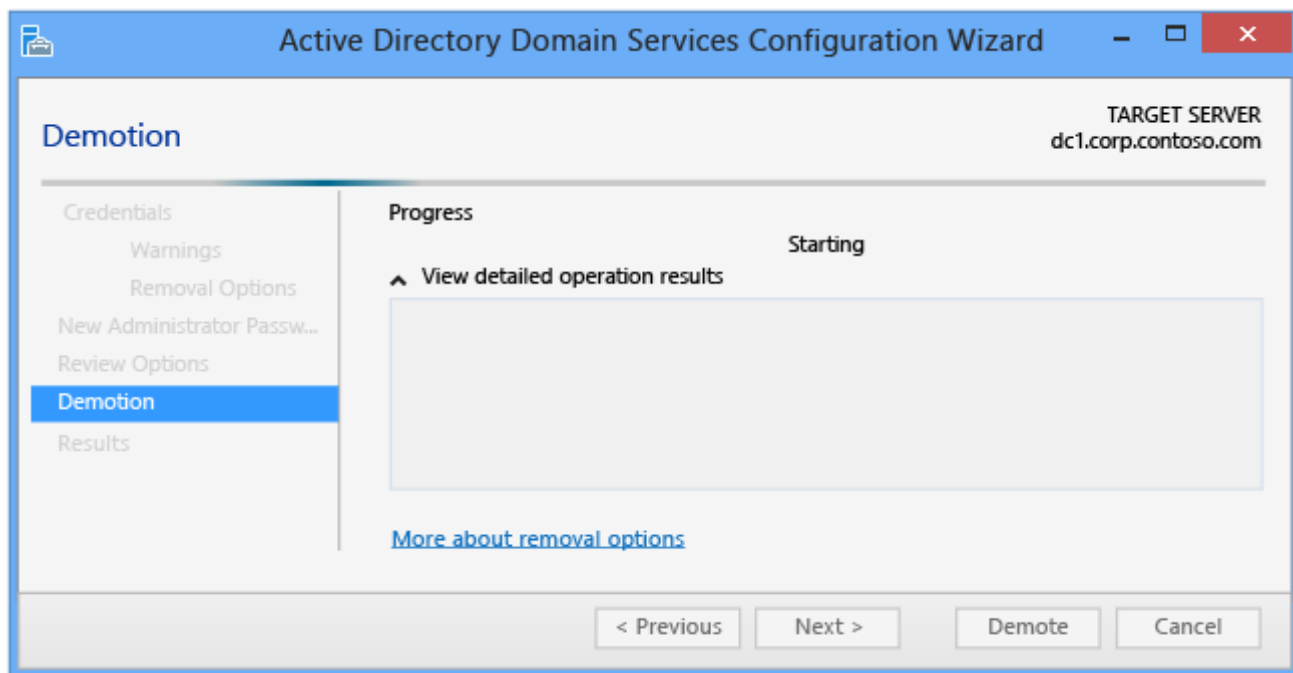 Active Directory Domain Services Configuration Wizard
Demotion
TARGET SERVER
dc1.corp.contoso.com
Credentials
Warnings
Removal Options
New Administrator Passw...
Review Options
Demotion
Results
Progress
Starting
View detailed operation results
More about removal options
< Previous
Next >
Demote
Cancel